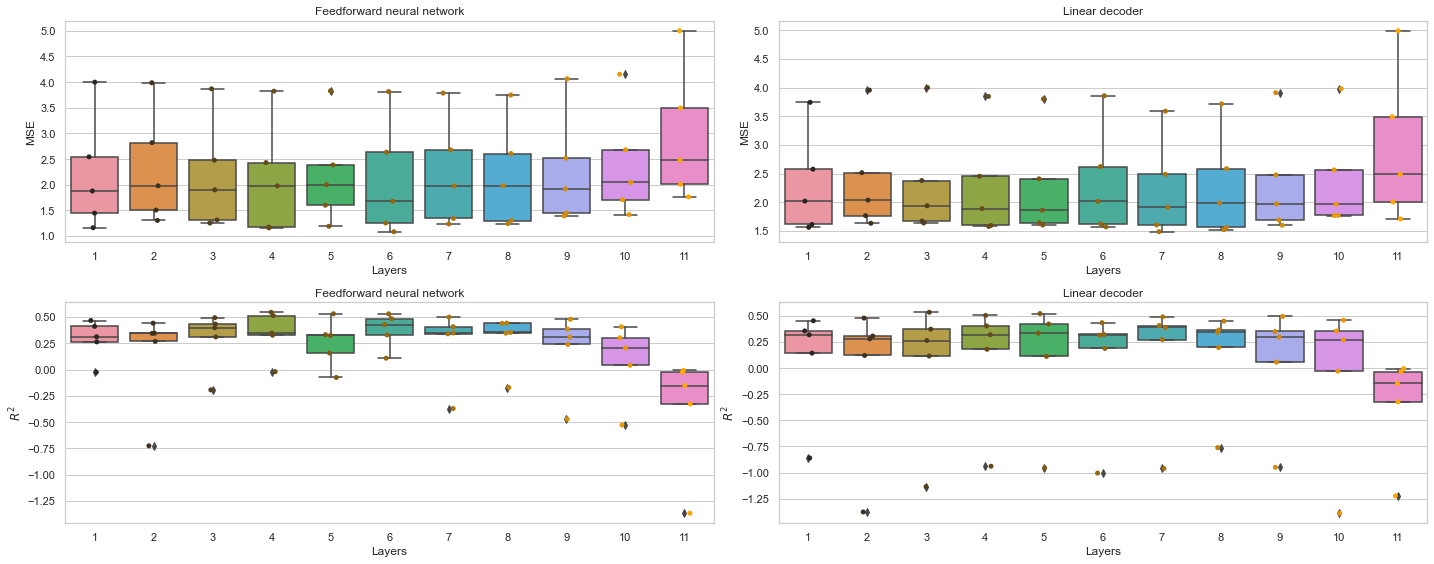 Feedforward neural network
MSE
5.0
4.5
4.0
3.5
3.0
2.5
2.0
1.5
1.0
1 2 3 4 5 6 7 8 9 10 11
Layers
Linear decoder
MSE
5.0
4.5
4.0
3.5
3.0
2.5
2.0
1.5
1 2 3 4 5 6 7 8 9 10 11
Layers
Feedforward neural network
R²
0.50
0.25
0.00
−0.25
−0.50
−0.75
−1.00
−1.25
1 2 3 4 5 6 7 8 9 10 11
Layers
Linear decoder
R²
0.50
0.25
0.00
−0.25
−0.50
−0.75
−1.00
−1.25
1 2 3 4 5 6 7 8 9 10 11
Layers